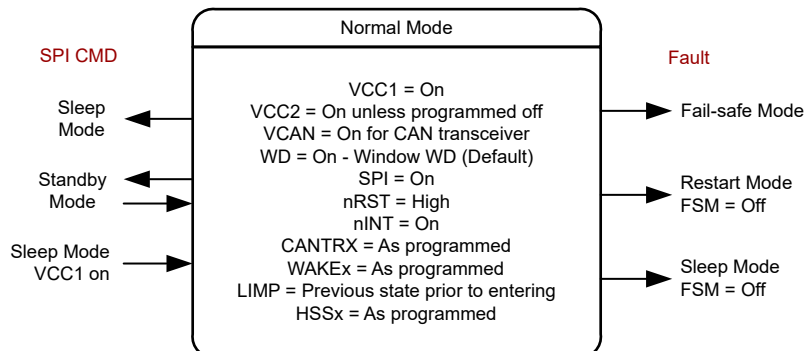 Normal Mode
SPI CMD
Sleep
Mode
Standby
Mode
Sleep Mode
VCC1 on
VCC1 = On
VCC2 = On unless programmed off
VCAN = On for CAN transceiver
WD = On - Window WD (Default)
SPI = On
nRST = High
nINT = On
CANTRX = As programmed
WAKEx = As programmed
LIMP = Previous state prior to entering
HSSx = As programmed
Fault
Fail-safe Mode
Restart Mode
FSM = Off
Sleep Mode
FSM = Off